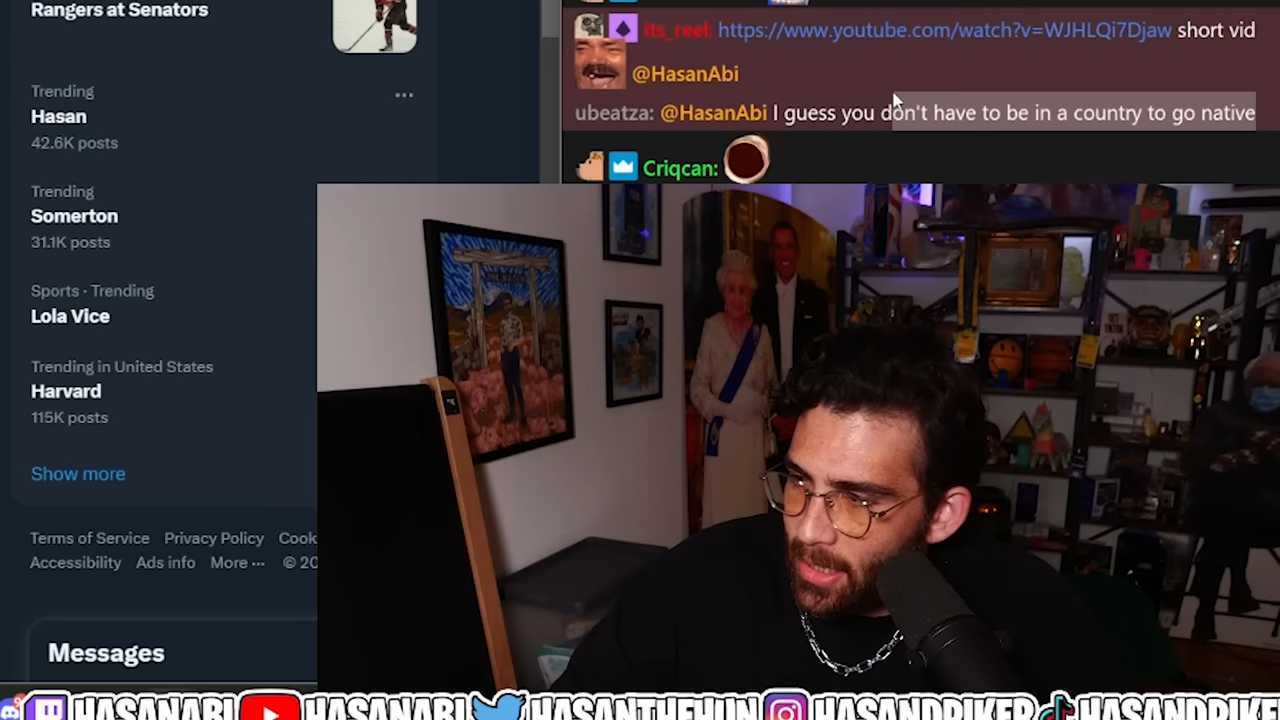 Rangers at Senators
Trending
Hasan
42.6K posts
Trending
Somerton
31.1K posts
Sports · Trending
Lola Vice
Trending in United States
Harvard
115K posts
Show more
Terms of Service Privacy Policy Cook
Accessibility Ads info More ··· © 20
Messages
its_reel: https://www.youtube.com/watch?v=WJHLQi7Djaw short vid
@HasanAbi
ubeatza: @HasanAbi I guess you don't have to be in a country to go native
Criqcan:
HASANABI HASANABI HASANTHEHUN HASANDPIKER HASANDPIKE